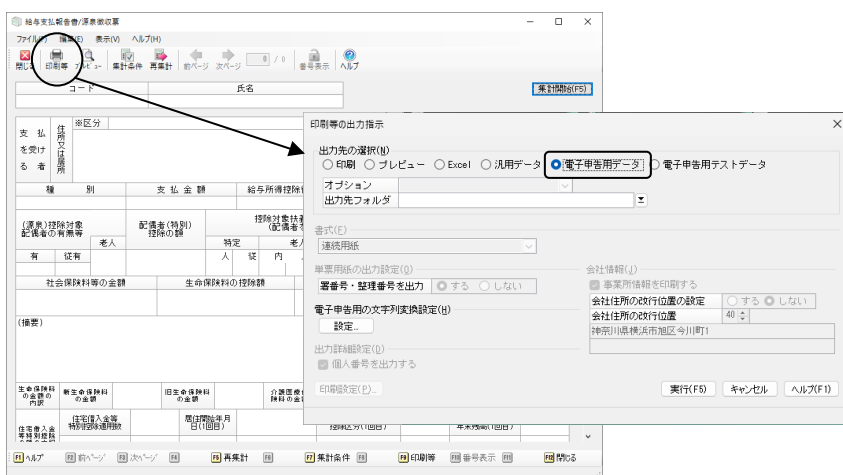 給与支払報告書/源泉徴収票
ファイル(F) 編集(E) 表示(V) ヘルプ(H)
閉じる 印刷等 プレビュー 集計条件 再集計 前ページ 次ページ 0 / 0 番号表示 ヘルプ
コード 氏名 集計開始(F5)
支払を受ける者 住所又は居所 ※区分
種別 支払金額 給与所得控除
(源泉)控除対象配偶者の有無等 老人 配偶者(特別)控除の額 控除対象扶養
(配偶者を
特定 老人
有 従有 人 従 内
社会保険料等の金額 生命保険料の控除額
(摘要)
生命保険料の金額の内訳 新生命保険料の金額 旧生命保険料の金額 介護医療保険料の金
住宅借入金等特別控除 住宅借入金等特別控除適用数 居住開始年月日(1回目) 控除区分(1回目) 年末残高(1回目)
F1 ヘルプ F2 前ページ F3 次ページ F4 F5 再集計 F6 F7 集計条件 F8 F9 印刷等 F10 番号表示 F11 F12 閉じる
印刷等の出力指示
出力先の選択(N)
印刷 プレビュー Excel 汎用データ 電子申告用データ 電子申告用テストデータ
オプション
出力先フォルダ
書式(F)
連続用紙
単票用紙の出力設定(O)
署番号・整理番号を出力 する しない
電子申告用の文字列変換設定(H)
設定...
出力詳細設定(D)
個人番号を出力する
会社情報(J)
事業所情報を印刷する
会社住所の改行位置の設定 する しない
会社住所の改行位置 40
神奈川県横浜市旭区今川町1
印刷設定(P)... 実行(F5) キャンセル ヘルプ(F1)